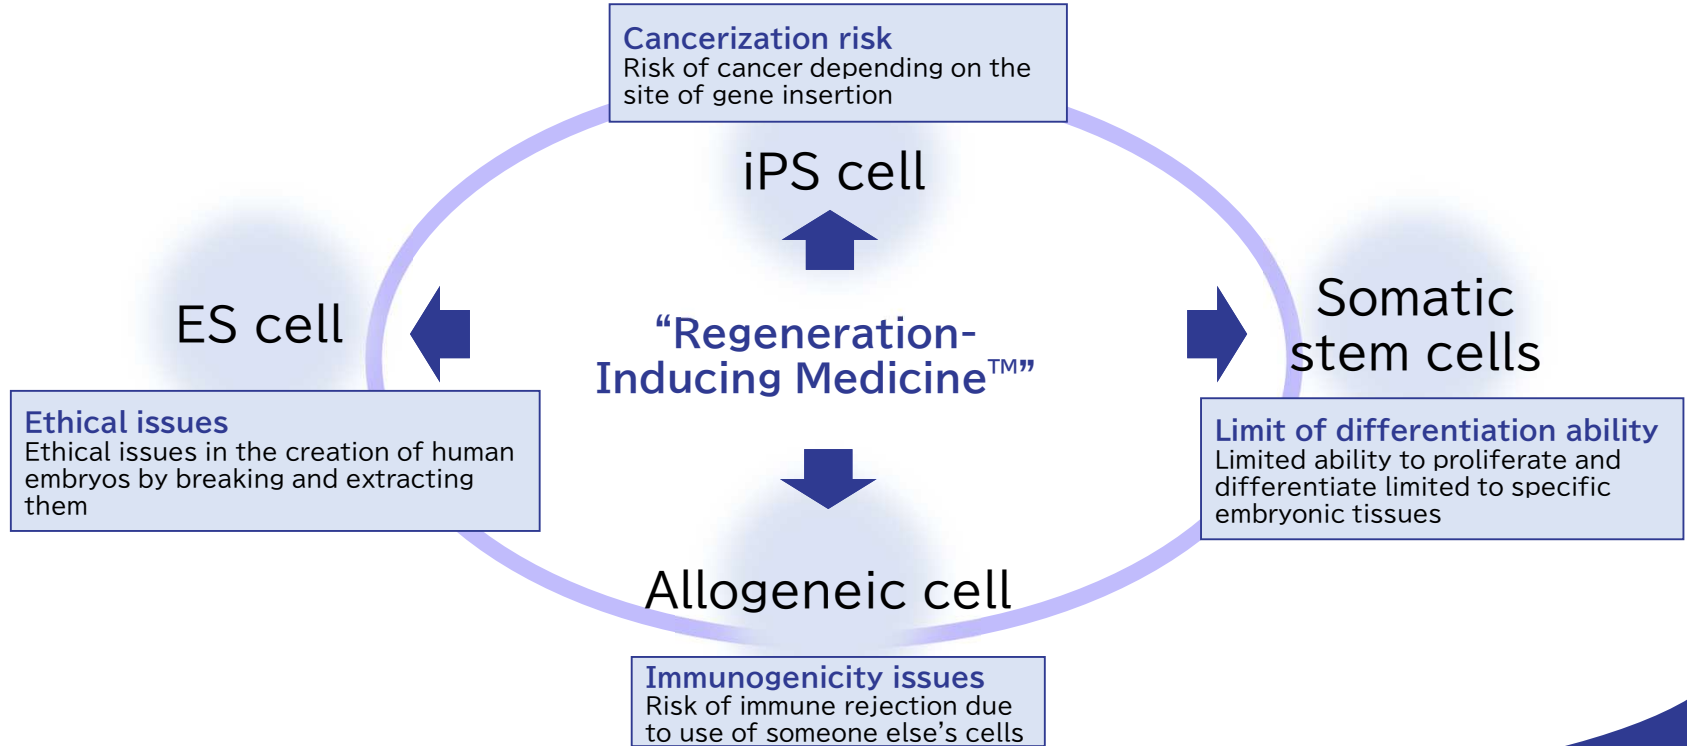 Cancerization risk
Risk of cancer depending on the
site of gene insertion
iPS cell
ES cell
Ethical issues
Ethical issues in the creation of human
embryos by breaking and extracting
them
“Regeneration-
Inducing Medicine™”
Somatic
stem cells
Limit of differentiation ability
Limited ability to proliferate and
differentiate limited to specific
embryonic tissues
Allogeneic cell
Immunogenicity issues
Risk of immune rejection due
to use of someone else’s cells